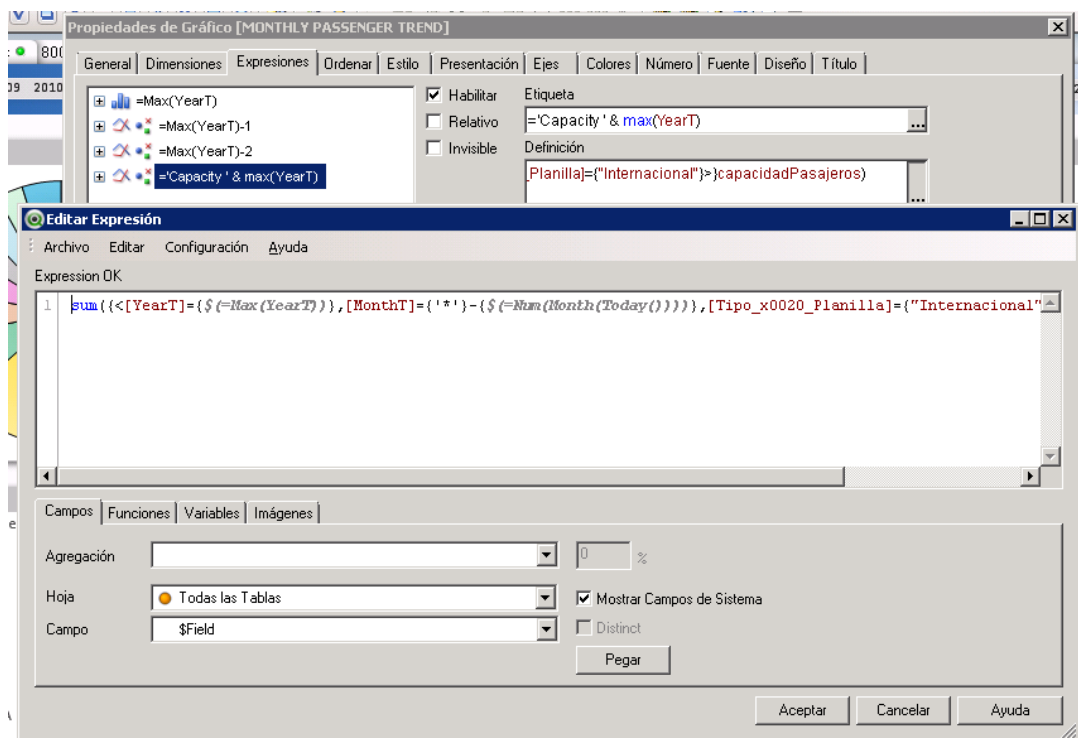 Propiedades de Gráfico [MONTHLY PASSENGER TREND]
800
General Dimensiones Expresiones Ordenar Estilo Presentación Ejes Colores Número Fuente Diseño Título
2010
=Max(YearT)
=Max(YearT)-1
=Max(YearT)-2
='Capacity ' & max(YearT)
Habilitar
Relativo
Invisible
Etiqueta
='Capacity ' & max(YearT)
...
Definición
_Planilla]={"Internacional"}>}capacidadPasajeros)
...
Editar Expresión
Archivo Editar Configuración Ayuda
Expression OK
1 sum({<[YearT]={$(=Max(YearT))},[MonthT]={'*'}-{$(=Num(Month(Today())))},[Tipo_x0020_Planilla]={"Internacional"
Campos Funciones Variables Imágenes
Agregación
0 %
Hoja Todas las Tablas
Mostrar Campos de Sistema
Campo $Field
Distinct
Pegar
Aceptar Cancelar Ayuda